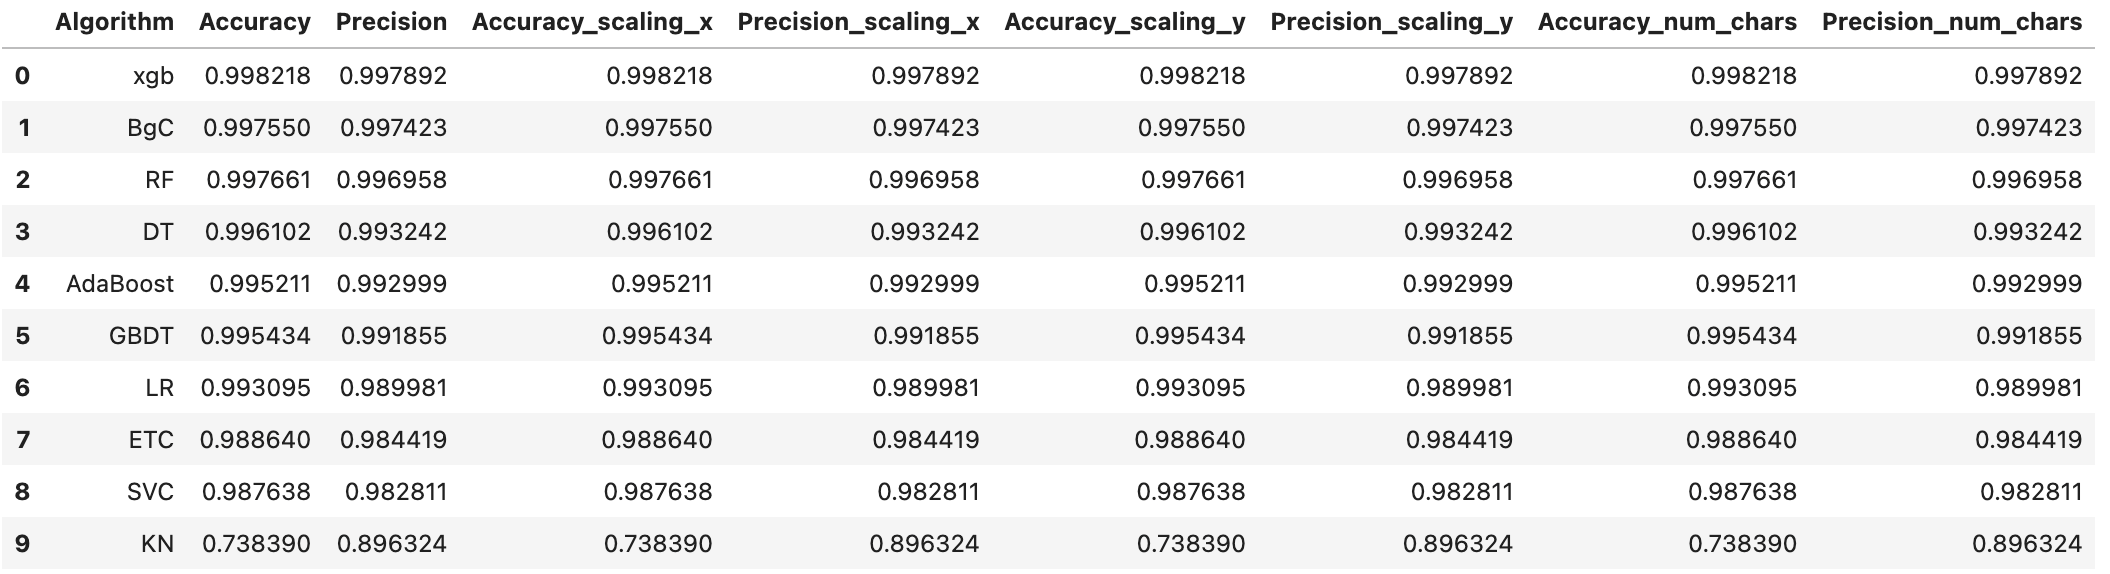 Algorithm Accuracy Precision Accuracy_scaling_x Precision_scaling_x Accuracy_scaling_y Precision_scaling_y Accuracy_num_chars Precision_num_chars
0 xgb 0.998218 0.997892 0.998218 0.997892 0.998218 0.997892 0.998218 0.997892
1 BgC 0.997550 0.997423 0.997550 0.997423 0.997550 0.997423 0.997550 0.997423
2 RF 0.997661 0.996958 0.997661 0.996958 0.997661 0.996958 0.997661 0.996958
3 DT 0.996102 0.993242 0.996102 0.993242 0.996102 0.993242 0.996102 0.993242
4 AdaBoost 0.995211 0.992999 0.995211 0.992999 0.995211 0.992999 0.995211 0.992999
5 GBDT 0.995434 0.991855 0.995434 0.991855 0.995434 0.991855 0.995434 0.991855
6 LR 0.993095 0.989981 0.993095 0.989981 0.993095 0.989981 0.993095 0.989981
7 ETC 0.988640 0.984419 0.988640 0.984419 0.988640 0.984419 0.988640 0.984419
8 SVC 0.987638 0.982811 0.987638 0.982811 0.987638 0.982811 0.987638 0.982811
9 KN 0.738390 0.896324 0.738390 0.896324 0.738390 0.896324 0.738390 0.896324